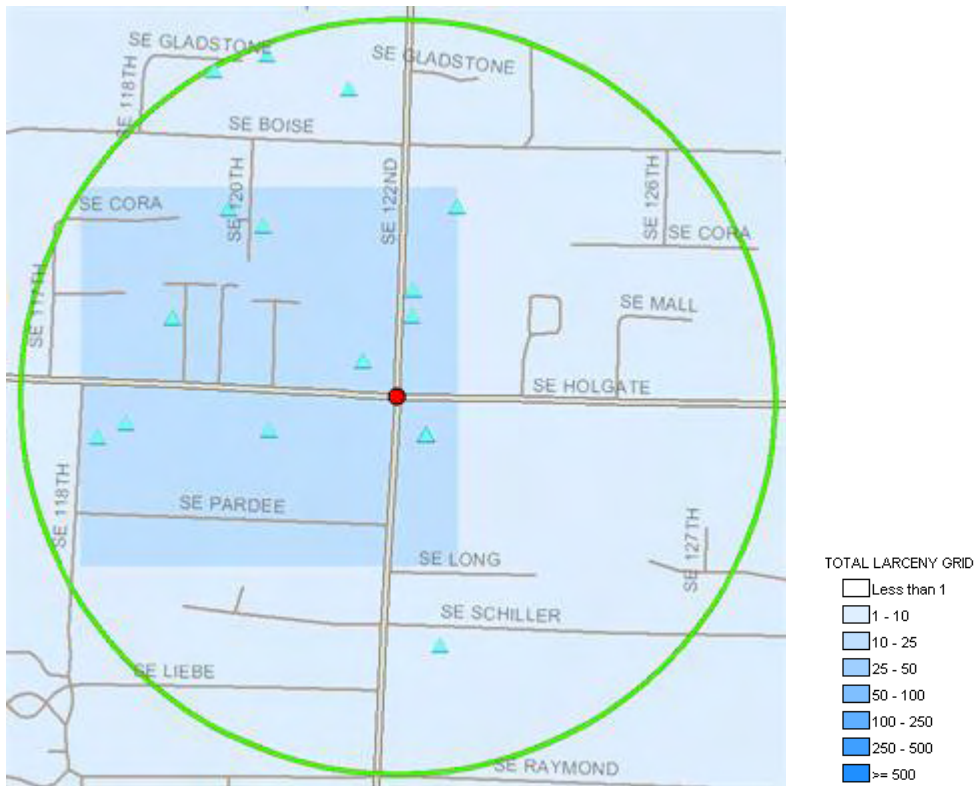 SE GLADSTONE
SE GLADSTONE
SE 118TH
SE BOISE
SE 120TH
SE 122ND
SE 126TH
SE CORA
SE CORA
SE 117TH
SE MALL
SE HOLGATE
SE 118TH
SE PARDEE
SE 127TH
SE LONG
SE SCHILLER
SE LIEBE
SE RAYMOND
TOTAL LARCENY GRID
Less than 1
1 - 10
10 - 25
25 - 50
50 - 100
100 - 250
250 - 500
>= 500